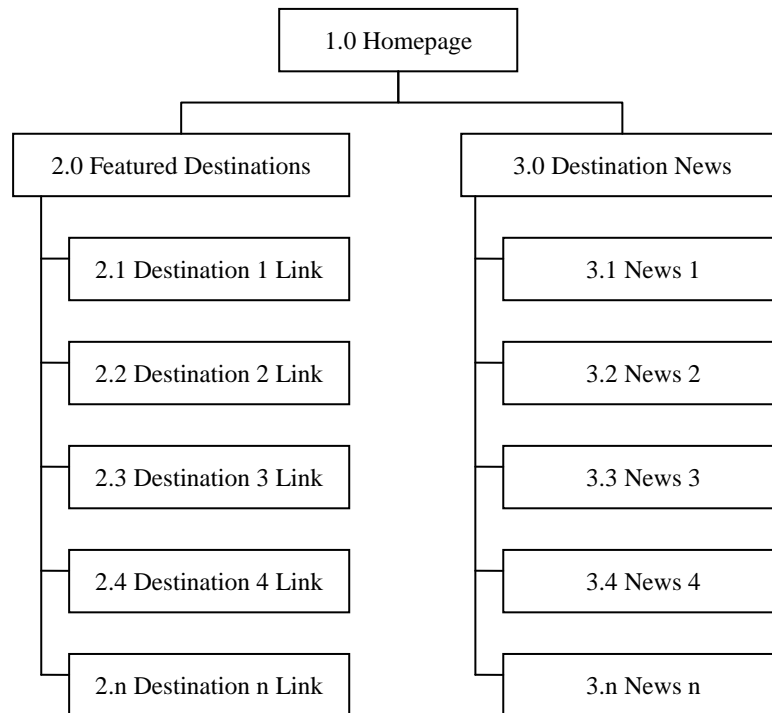 1.0 Homepage
2.0 Featured Destinations
3.0 Destination News
2.1 Destination 1 Link
3.1 News 1
2.2 Destination 2 Link
3.2 News 2
2.3 Destination 3 Link
3.3 News 3
2.4 Destination 4 Link
3.4 News 4
2.n Destination n Link
3.n News n